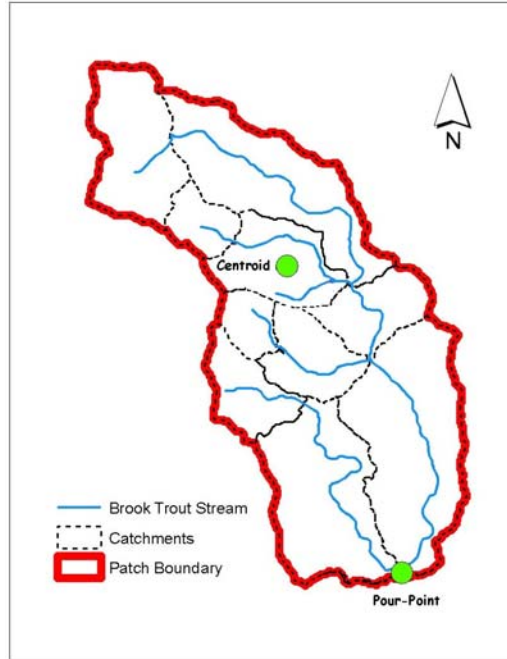 N
Centroid
Brook Trout Stream
Catchments
Patch Boundary
Pour-Point